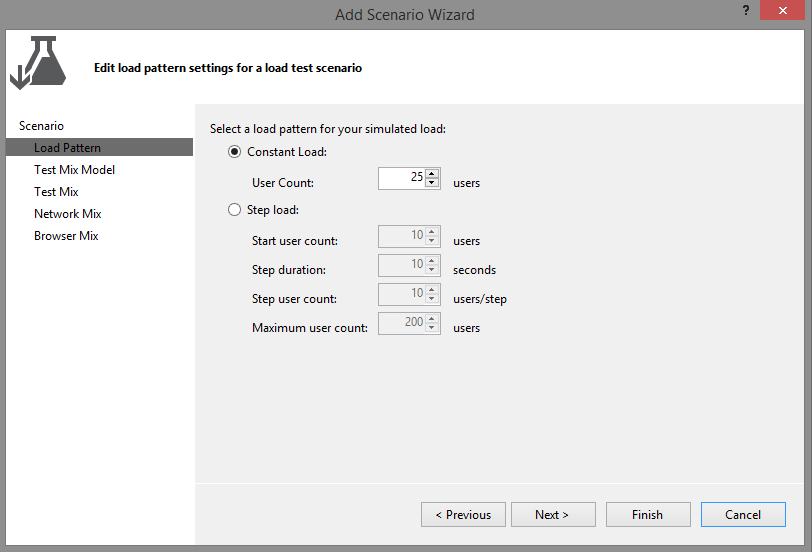 Add Scenario Wizard
?
Edit load pattern settings for a load test scenario
Scenario
Load Pattern
Test Mix Model
Test Mix
Network Mix
Browser Mix
Select a load pattern for your simulated load:
Constant Load:
User Count: 25 users
Step load:
Start user count: 10 users
Step duration: 10 seconds
Step user count: 10 users/step
Maximum user count: 200 users
< Previous Next > Finish Cancel